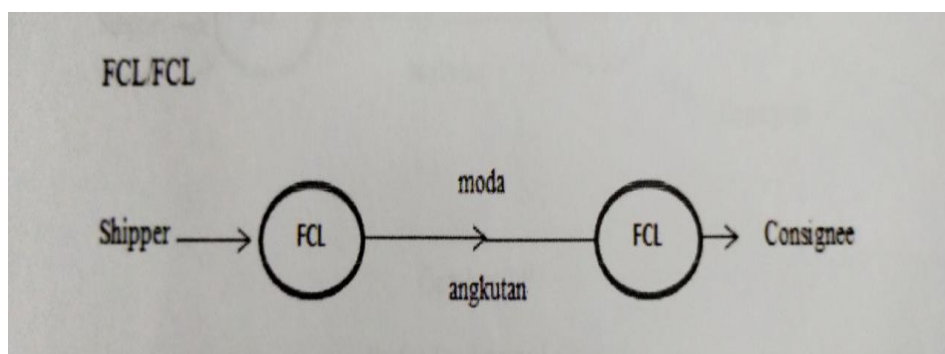 FCL/FCL
moda
Shipper
FCL
FCL
Consignee
angkutan